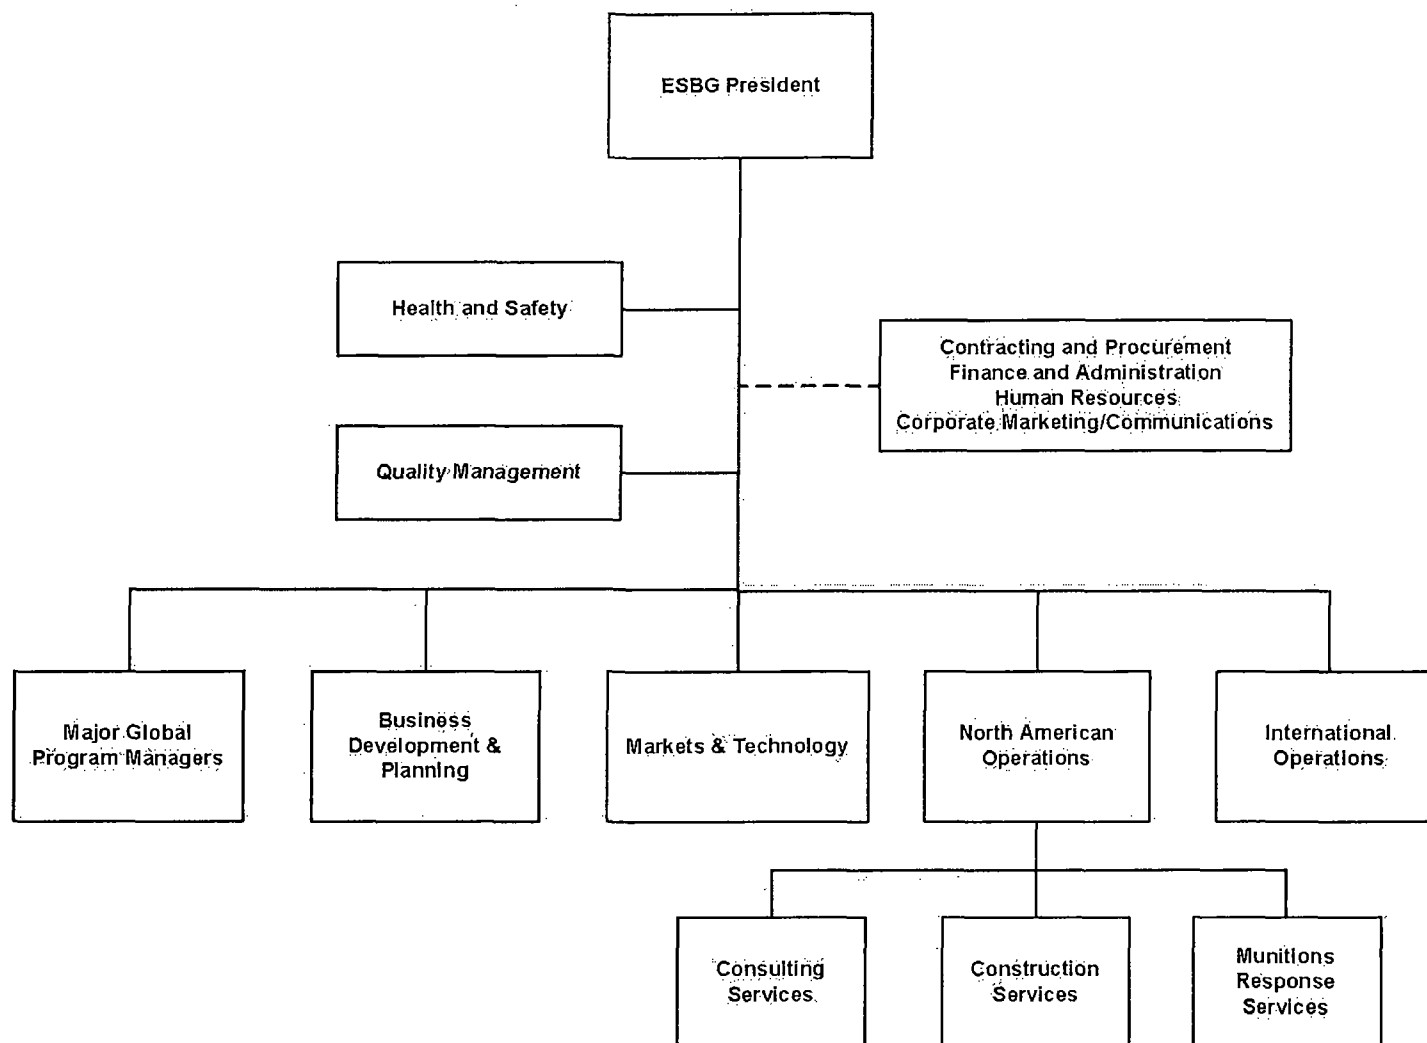 ESBG President
Health and Safety
Contracting and Procurement
Finance and Administration
Human Resources
Corporate Marketing/Communications
Quality Management
Major Global
Program Managers
Business
Development &
Planning
Markets & Technology
North American
Operations
International
Operations
Consulting
Services
Construction
Services
Munitions
Response
Services